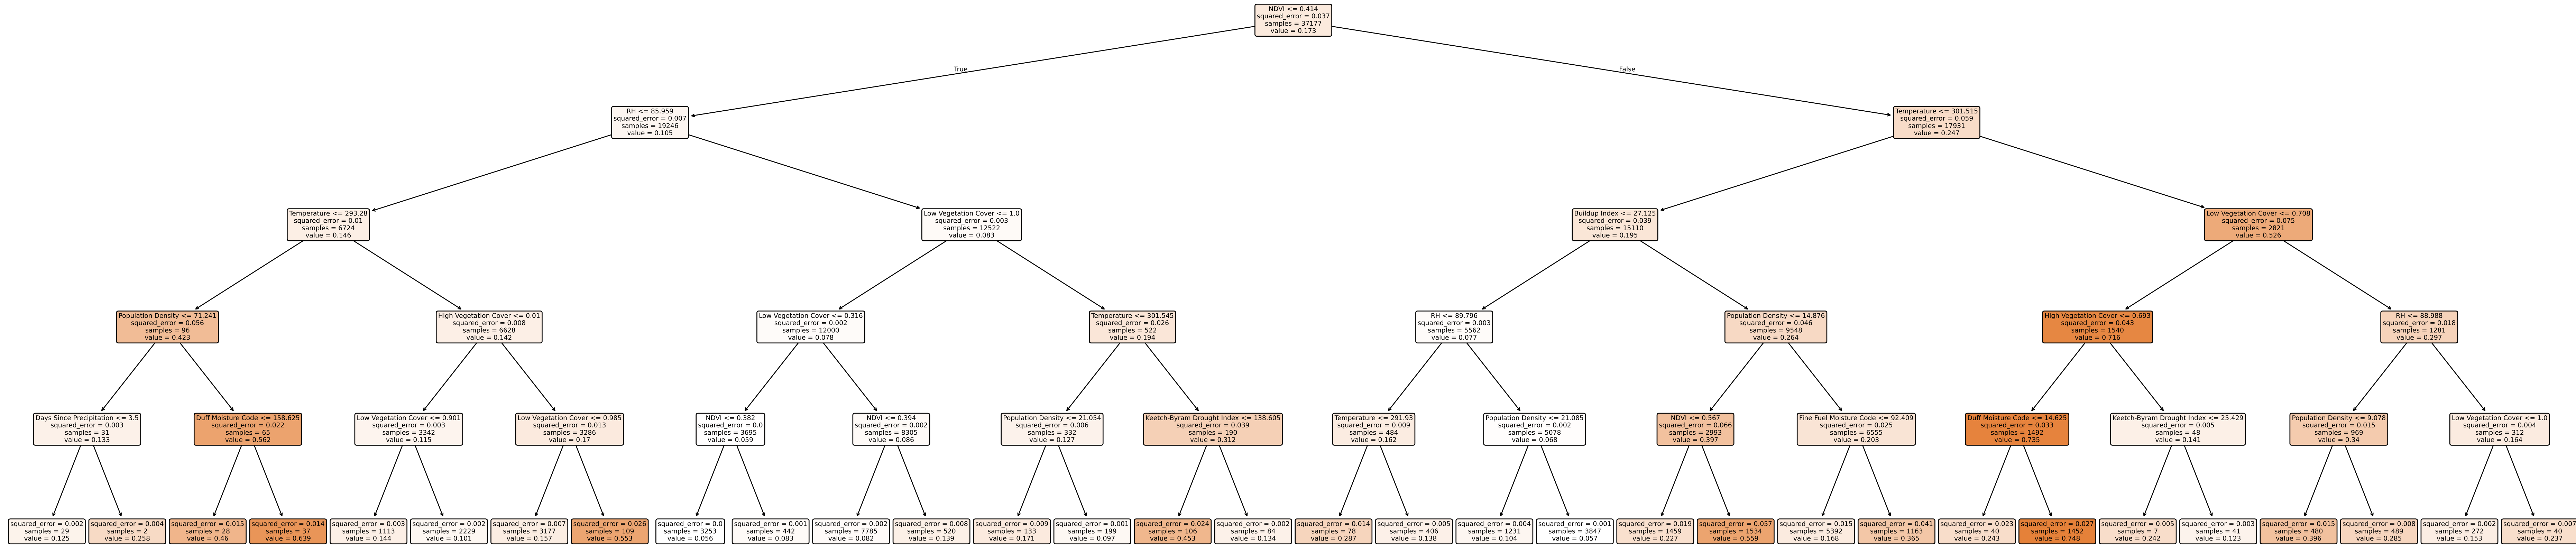 NDVI <= 0.414
squared_error = 0.037
samples = 37177
value = 0.173
True
False
RH <= 85.959
squared_error = 0.007
samples = 19246
value = 0.105
Temperature <= 301.515
squared_error = 0.059
samples = 17931
value = 0.247
Temperature <= 293.28
squared_error = 0.01
samples = 6724
value = 0.146
Low Vegetation Cover <= 1.0
squared_error = 0.003
samples = 12522
value = 0.083
Buildup Index <= 27.125
squared_error = 0.039
samples = 15110
value = 0.195
Low Vegetation Cover <= 0.708
squared_error = 0.075
samples = 2821
value = 0.526
Population Density <= 71.241
squared_error = 0.056
samples = 96
value = 0.423
High Vegetation Cover <= 0.01
squared_error = 0.008
samples = 6628
value = 0.142
Low Vegetation Cover <= 0.316
squared_error = 0.002
samples = 12000
value = 0.078
Temperature <= 301.545
squared_error = 0.026
samples = 522
value = 0.194
RH <= 89.796
squared_error = 0.003
samples = 5562
value = 0.077
Population Density <= 14.876
squared_error = 0.046
samples = 9548
value = 0.264
High Vegetation Cover <= 0.693
squared_error = 0.043
samples = 1540
value = 0.716
RH <= 88.988
squared_error = 0.018
samples = 1281
value = 0.297
Days Since Precipitation <= 3.5
squared_error = 0.003
samples = 31
value = 0.133
Duff Moisture Code <= 158.625
squared_error = 0.022
samples = 65
value = 0.562
Low Vegetation Cover <= 0.901
squared_error = 0.003
samples = 3342
value = 0.115
Low Vegetation Cover <= 0.985
squared_error = 0.013
samples = 3286
value = 0.17
NDVI <= 0.382
squared_error = 0.0
samples = 3695
value = 0.059
NDVI <= 0.394
squared_error = 0.002
samples = 8305
value = 0.086
Population Density <= 21.054
squared_error = 0.006
samples = 332
value = 0.127
Keetch-Byram Drought Index <= 138.605
squared_error = 0.039
samples = 190
value = 0.312
Temperature <= 291.93
squared_error = 0.009
samples = 484
value = 0.162
Population Density <= 21.085
squared_error = 0.002
samples = 5078
value = 0.068
NDVI <= 0.567
squared_error = 0.066
samples = 2993
value = 0.397
Fine Fuel Moisture Code <= 92.409
squared_error = 0.025
samples = 6555
value = 0.203
Duff Moisture Code <= 14.625
squared_error = 0.033
samples = 1492
value = 0.735
Keetch-Byram Drought Index <= 25.429
squared_error = 0.005
samples = 48
value = 0.141
Population Density <= 9.078
squared_error = 0.015
samples = 969
value = 0.34
Low Vegetation Cover <= 1.0
squared_error = 0.004
samples = 312
value = 0.164
squared_error = 0.002
samples = 29
value = 0.125
squared_error = 0.004
samples = 2
value = 0.258
squared_error = 0.015
samples = 28
value = 0.46
squared_error = 0.014
samples = 37
value = 0.639
squared_error = 0.003
samples = 1113
value = 0.144
squared_error = 0.002
samples = 2229
value = 0.101
squared_error = 0.007
samples = 3177
value = 0.157
squared_error = 0.026
samples = 109
value = 0.553
squared_error = 0.0
samples = 3253
value = 0.056
squared_error = 0.001
samples = 442
value = 0.083
squared_error = 0.002
samples = 7785
value = 0.082
squared_error = 0.008
samples = 520
value = 0.139
squared_error = 0.009
samples = 133
value = 0.171
squared_error = 0.001
samples = 199
value = 0.097
squared_error = 0.024
samples = 106
value = 0.453
squared_error = 0.002
samples = 84
value = 0.134
squared_error = 0.014
samples = 78
value = 0.287
squared_error = 0.005
samples = 406
value = 0.138
squared_error = 0.004
samples = 1231
value = 0.104
squared_error = 0.001
samples = 3847
value = 0.057
squared_error = 0.019
samples = 1459
value = 0.227
squared_error = 0.057
samples = 1534
value = 0.559
squared_error = 0.015
samples = 5392
value = 0.168
squared_error = 0.041
samples = 1163
value = 0.365
squared_error = 0.023
samples = 40
value = 0.243
squared_error = 0.027
samples = 1452
value = 0.748
squared_error = 0.005
samples = 7
value = 0.242
squared_error = 0.003
samples = 41
value = 0.123
squared_error = 0.015
samples = 480
value = 0.396
squared_error = 0.008
samples = 489
value = 0.285
squared_error = 0.002
samples = 272
value = 0.153
squared_error = 0.007
samples = 40
value = 0.237